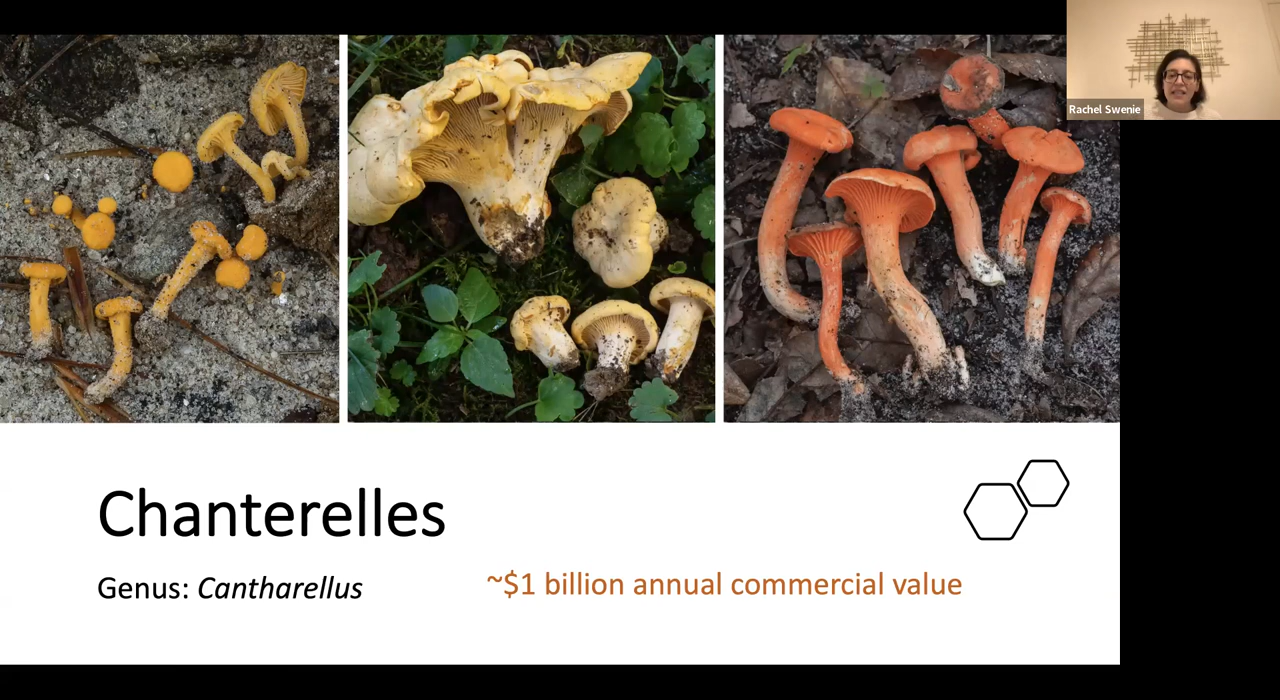 Rachel Swenie
Chanterelles
Genus: Cantharellus
~$1 billion annual commercial value